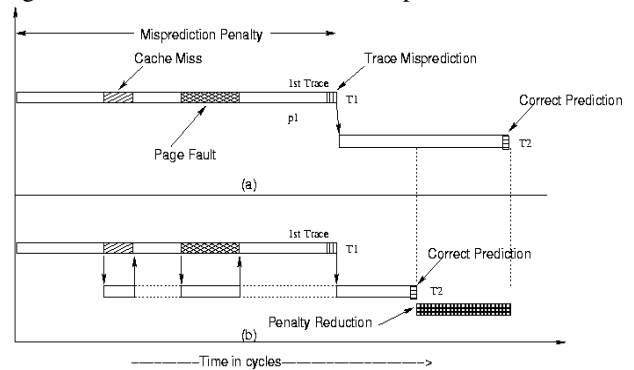 Misprediction Penalty
Cache Miss
Trace Misprediction
1st Trace
T1
Correct Prediction
p1
Page Fault
T2
(a)
1st Trace
T1
Correct Prediction
T2
Penalty Reduction
(b)
Time in cycles